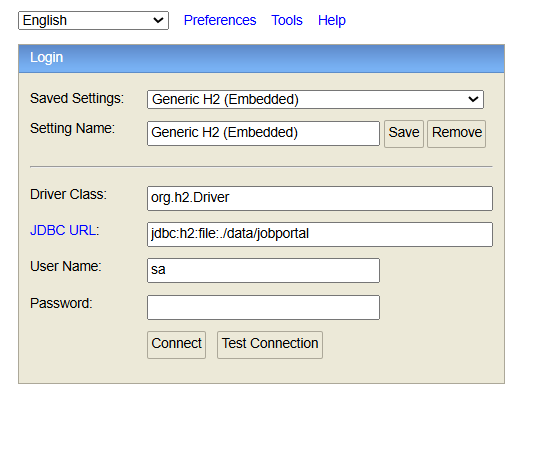 English Preferences Tools Help
Login
Saved Settings: Generic H2 (Embedded)
Setting Name: Generic H2 (Embedded) Save Remove
Driver Class: org.h2.Driver
JDBC URL: jdbc:h2:file:./data/jobportal
User Name: sa
Password:
Connect Test Connection